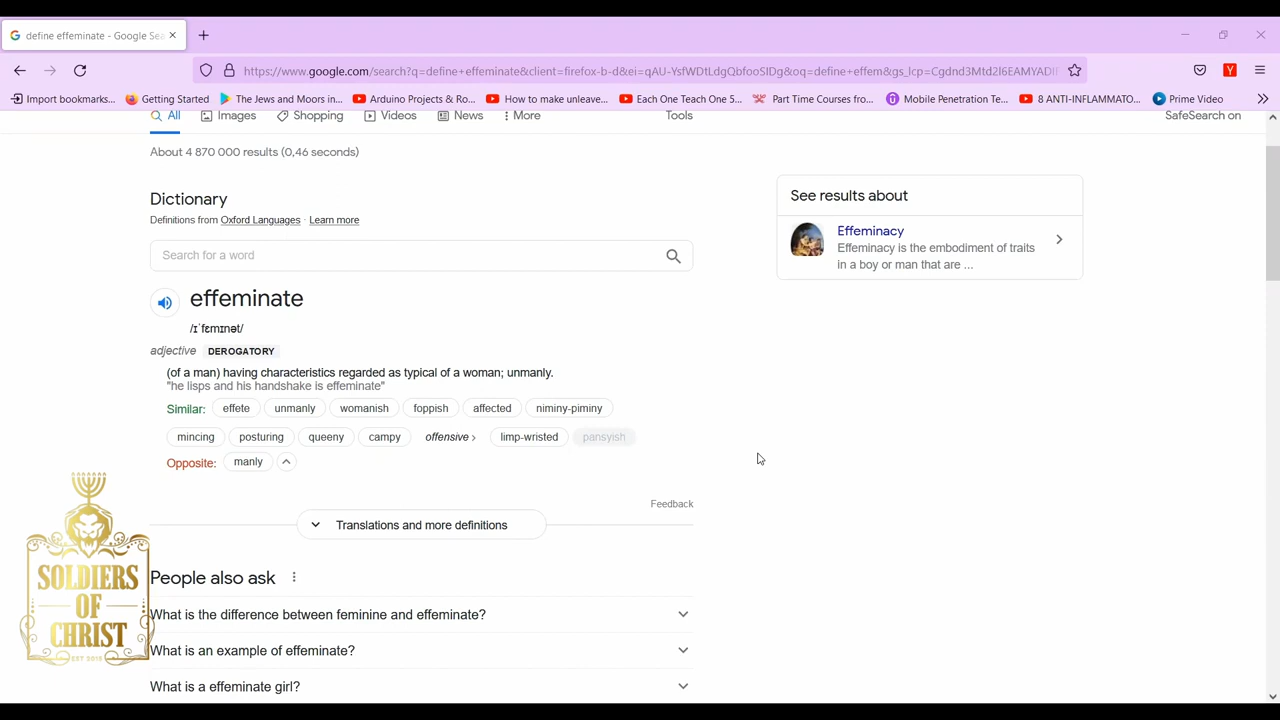 define effeminate - Google Sea
https://www.google.com/search?q=define+effeminate&client=firefox-b-d&ei=qAU-YsfWDtLdgQbfooSIDg&oq=define+effem&gs_lcp=Cgdnd3Mtd2l6EAMYADIF
Import bookmarks...
Getting Started
The Jews and Moors in...
Arduino Projects & Ro...
How to make unleave...
Each One Teach One 5...
Part Time Courses fro...
Mobile Penetration Te...
8 ANTI-INFLAMMATO...
Prime Video
All
Images
Shopping
Videos
News
More
Tools
SafeSearch on
About 4 870 000 results (0,46 seconds)
Dictionary
Definitions from Oxford Languages · Learn more
Search for a word
effeminate
/ɪˈfɛmɪnət/
adjective DEROGATORY
(of a man) having characteristics regarded as typical of a woman; unmanly.
"he lisps and his handshake is effeminate"
Similar: effete unmanly womanish foppish affected niminy-piminy
mincing posturing queeny campy offensive limp-wristed pansyish
Opposite: manly
Feedback
Translations and more definitions
People also ask
What is the difference between feminine and effeminate?
What is an example of effeminate?
What is a effeminate girl?
See results about
Effeminacy
Effeminacy is the embodiment of traits
in a boy or man that are ...
SOLDIERS
OF
CHRIST